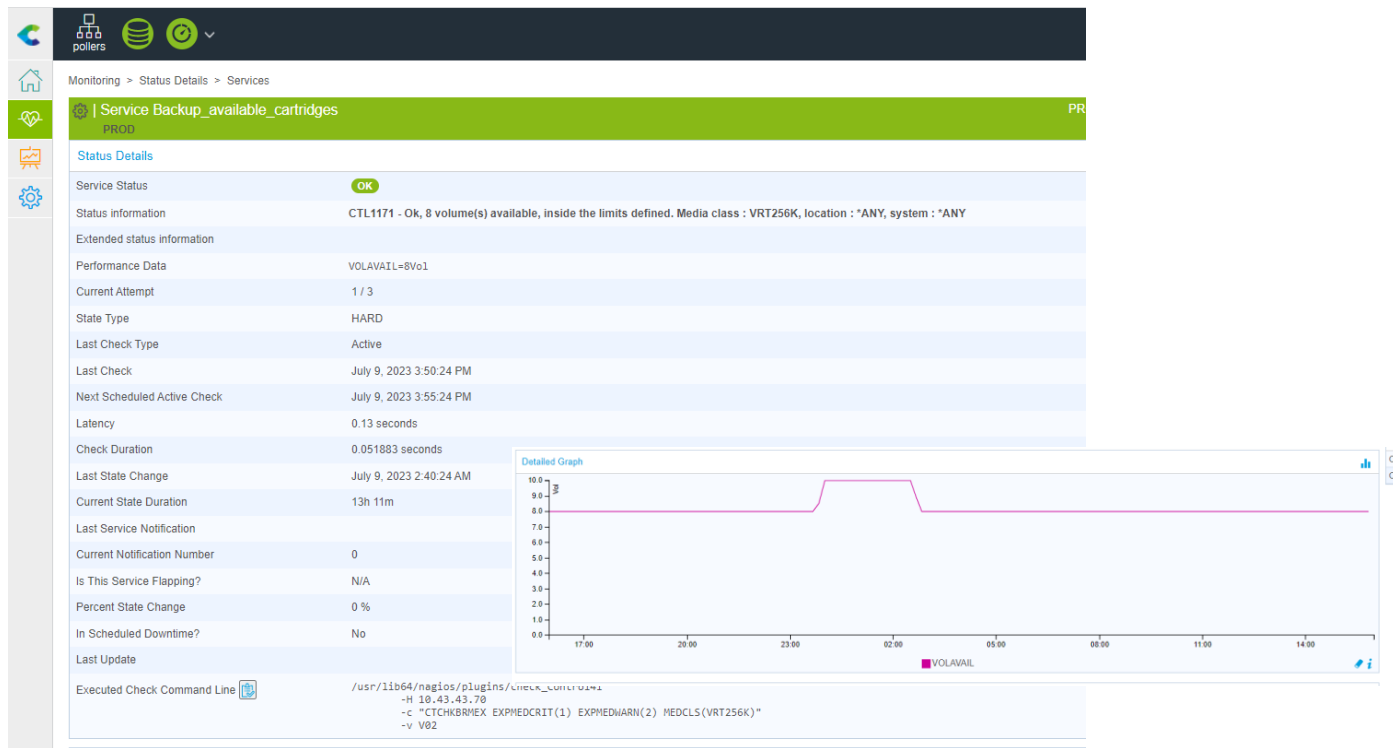 pollers
Monitoring > Status Details > Services
| Service Backup_available_cartridges PR
PROD
Status Details
Service Status OK
Status information CTL1171 - Ok, 8 volume(s) available, inside the limits defined. Media class : VRT256K, location : *ANY, system : *ANY
Extended status information
Performance Data VOLAVAIL=8Vol
Current Attempt 1 / 3
State Type HARD
Last Check Type Active
Last Check July 9, 2023 3:50:24 PM
Next Scheduled Active Check July 9, 2023 3:55:24 PM
Latency 0.13 seconds
Check Duration 0.051883 seconds
Last State Change July 9, 2023 2:40:24 AM
Current State Duration 13h 11m
Last Service Notification
Current Notification Number 0
Is This Service Flapping? N/A
Percent State Change 0 %
In Scheduled Downtime? No
Last Update
Executed Check Command Line /usr/lib64/nagios/plugins/check_control4i
-H 10.43.43.70
-c "CTCHKBRMEX EXPMEDCRIT(1) EXPMEDWARN(2) MEDCLS(VRT256K)"
-v V02
Detailed Graph
Vol
10.0
9.0
8.0
7.0
6.0
5.0
4.0
3.0
2.0
1.0
0.0
17:00 20:00 23:00 02:00 05:00 08:00 11:00 14:00
VOLAVAIL